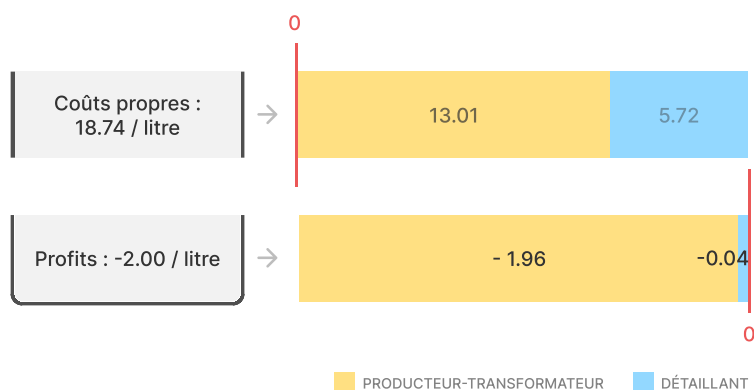 0
Coûts propres :
18.74 / litre
13.01
5.72
Profits : -2.00 / litre
- 1.96
-0.04
0
PRODUCTEUR-TRANSFORMATEUR
DÉTAILLANT